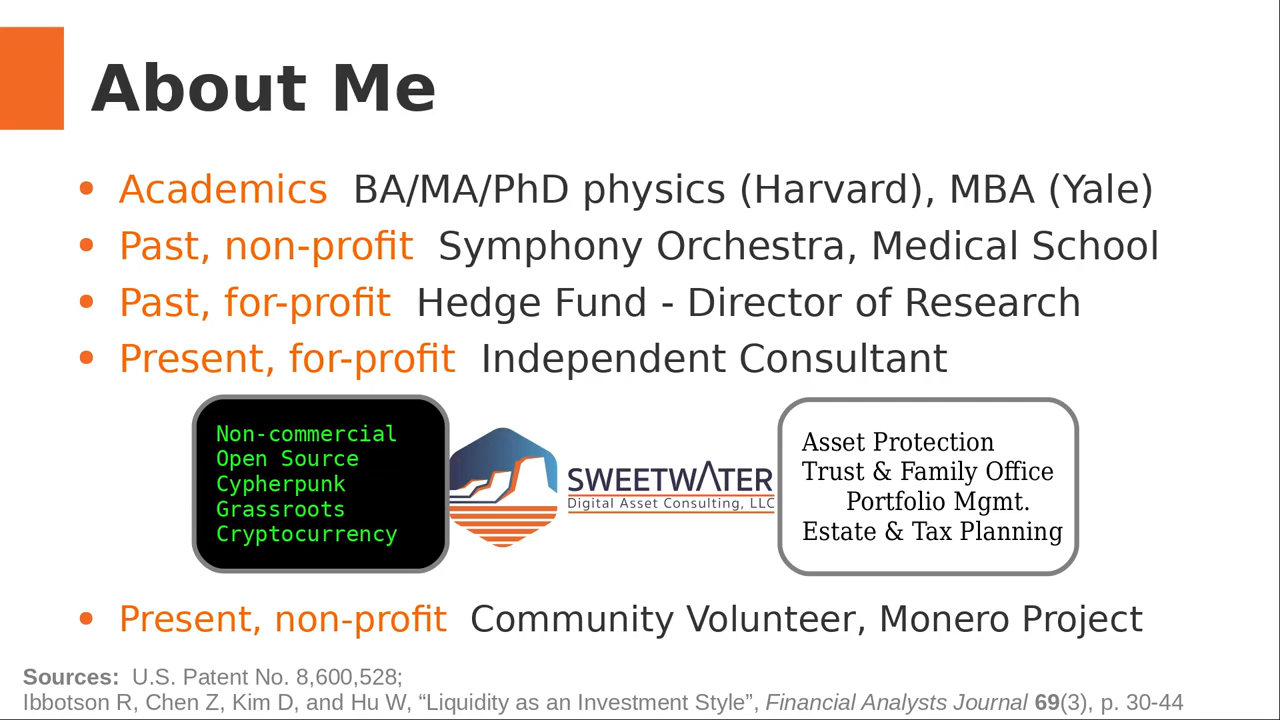 About Me
• Academics BA/MA/PhD physics (Harvard), MBA (Yale)
• Past, non-profit Symphony Orchestra, Medical School
• Past, for-profit Hedge Fund - Director of Research
• Present, for-profit Independent Consultant
Non-commercial
Open Source
Cypherpunk
Grassroots
Cryptocurrency
SWEETWATER
Digital Asset Consulting, LLC
Asset Protection
Trust & Family Office
Portfolio Mgmt.
Estate & Tax Planning
• Present, non-profit Community Volunteer, Monero Project
Sources: U.S. Patent No. 8,600,528;
Ibbotson R, Chen Z, Kim D, and Hu W, “Liquidity as an Investment Style”, Financial Analysts Journal 69(3), p. 30-44